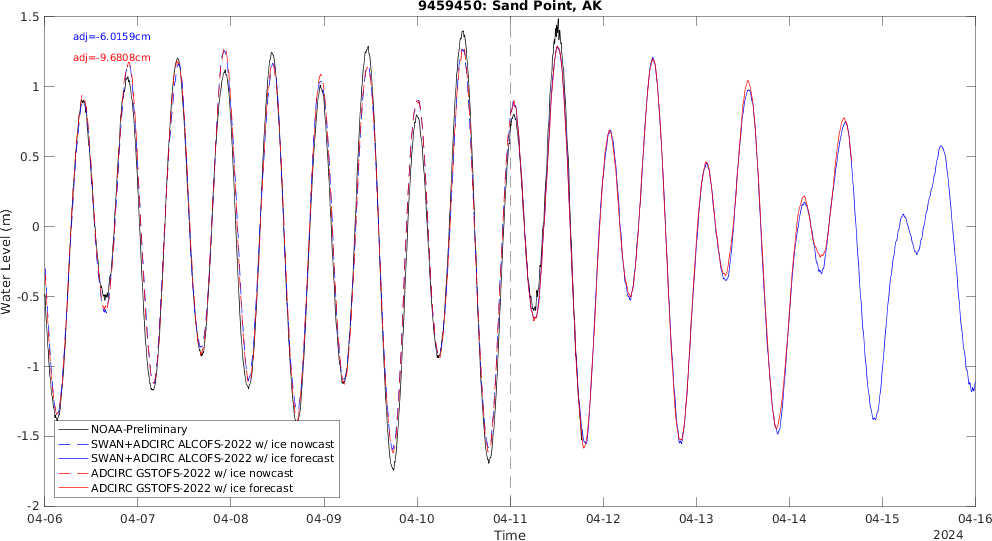 9459450: Sand Point, AK
adj=-6.0159cm
adj=-9.6808cm
Water Level (m)
1.5
1
0.5
0
-0.5
-1
-1.5
-2
NOAA-Preliminary
SWAN+ADCIRC ALCOFS-2022 w/ ice nowcast
SWAN+ADCIRC ALCOFS-2022 w/ ice forecast
ADCIRC GSTOFS-2022 w/ ice nowcast
ADCIRC GSTOFS-2022 w/ ice forecast
04-06 04-07 04-08 04-09 04-10 04-11 04-12 04-13 04-14 04-15 04-16
Time
2024